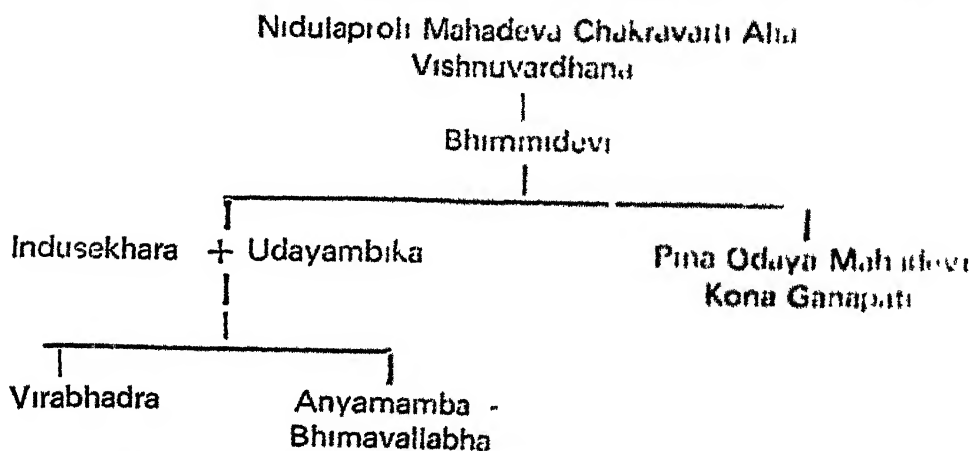 Nidulaproli Mahadeva Chakravarti Alia
Vishnuvardhana
Bhimmidevi
Indusekhara + Udayambika
Pina Odaya Mahadevi
Kona Ganapati
Virabhadra
Anyamamba -
Bhimavallabha